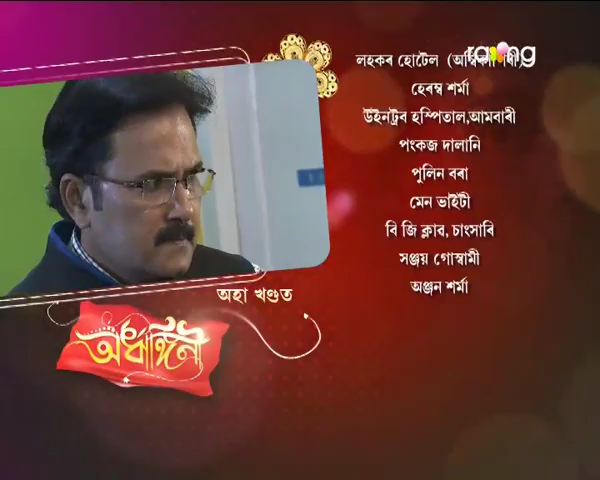 rang
লহকৰ হোটেল
হেৰম্ব শৰ্মা
উইনট্ৰব হস্পিতাল,আমবাৰী
পংকজ দালানি
পুলিন বৰা
মেন ভাইটী
বি জি ক্লাব, চাংসাৰি
সঞ্জয় গোস্বামী
অঞ্জন শৰ্মা
অহা খণ্ডত
অৰ্ধাঙ্গিনী